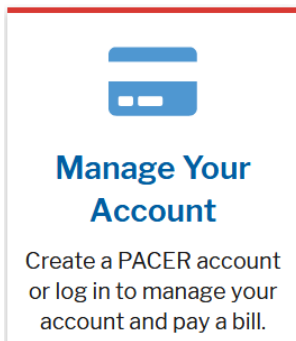 Manage Your
Account
Create a PACER account
or log in to manage your
account and pay a bill.